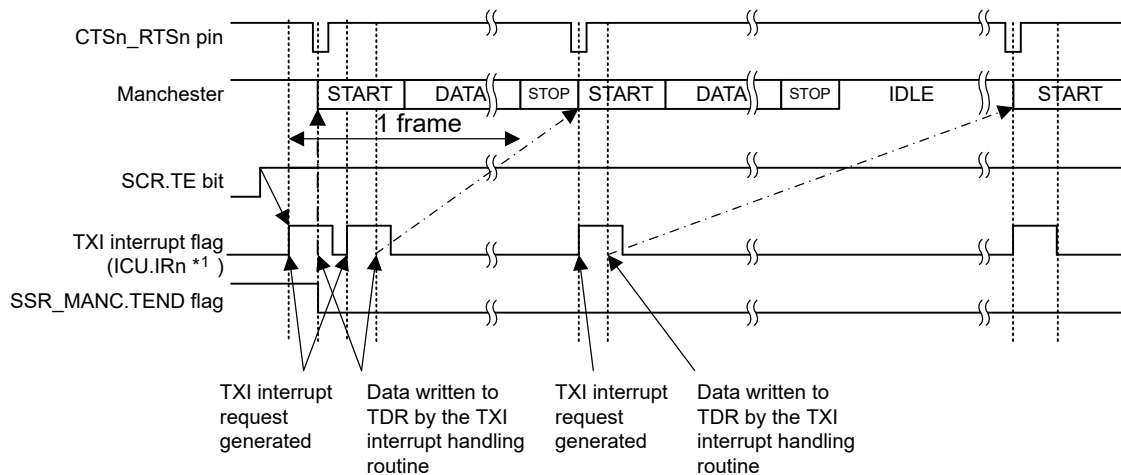 CTSn_RTSn pin
Manchester
START
DATA
STOP
START
DATA
STOP
IDLE
START
1 frame
SCR.TE bit
TXI interrupt flag
(ICU.IRn *1 )
SSR_MANC.TEND flag
TXI interrupt
request
generated
Data written to
TDR by the TXI
interrupt handling
routine
TXI interrupt
request
generated
Data written to
TDR by the TXI
interrupt handling
routine